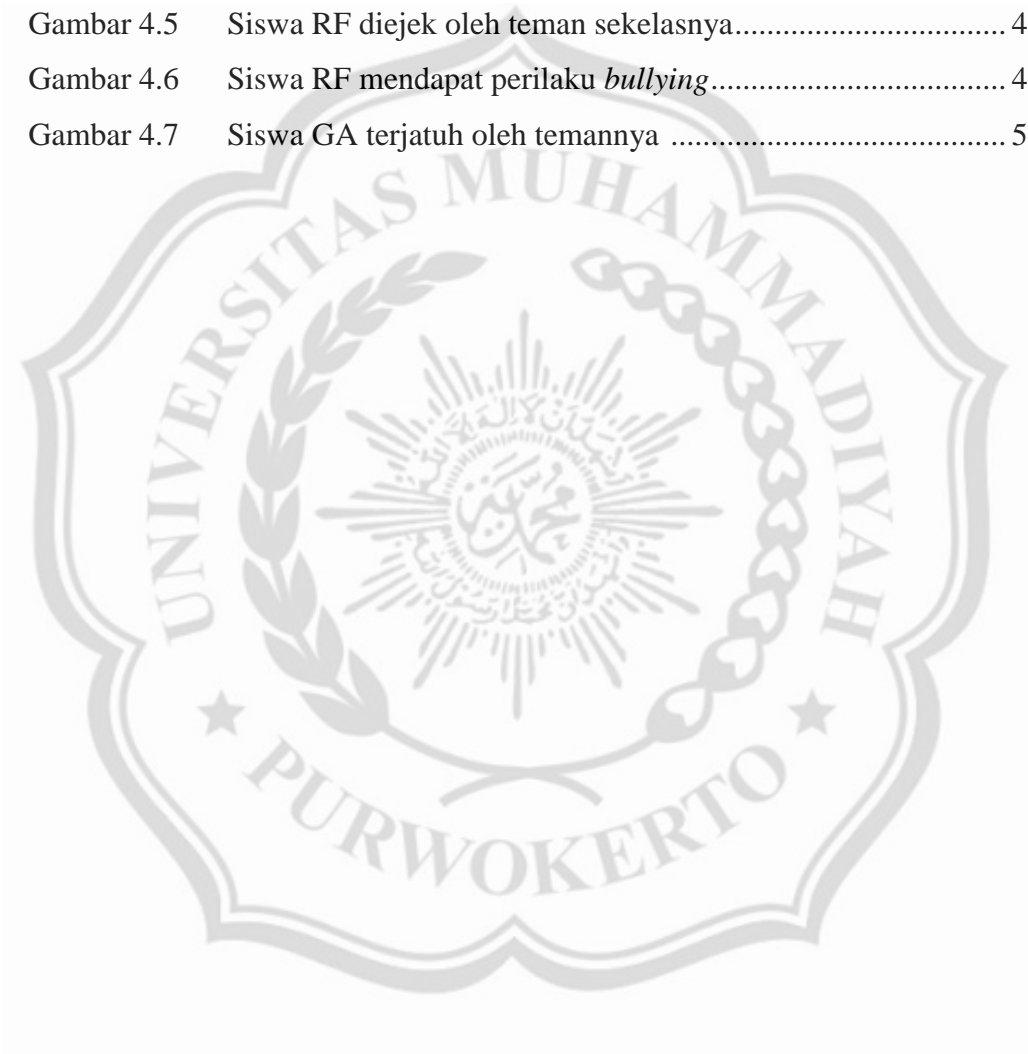 Gambar 4.5 Siswa RF diejek oleh teman sekelasnya................................ 4
Gambar 4.6 Siswa RF mendapat perilaku bullying................................... 4
Gambar 4.7 Siswa GA terjatuh oleh temannya ........................................ 5
UNIVERSITAS MUHAMMADIYAH
PURWOKERTO